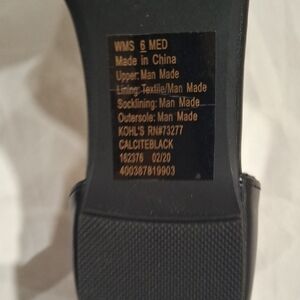 WMS 6 MED
Made in China
Upper: Man Made
Lining: Textile/Man Made
Socklining: Man Made
Outersole: Man Made
KOHL'S RN#73277
CALCITEBLACK
162376 02/20
400387819903